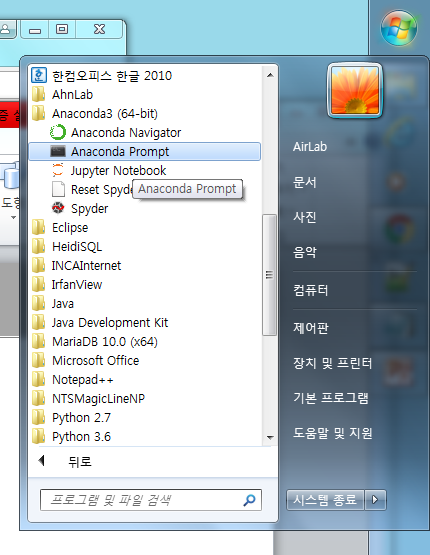 한컴오피스 한글 2010
AhnLab
Anaconda3 (64-bit)
Anaconda Navigator
Anaconda Prompt
Jupyter Notebook
Reset Spyde
Anaconda Prompt
Spyder
Eclipse
HeidiSQL
INCAInternet
IrfanView
Java
Java Development Kit
MariaDB 10.0 (x64)
Microsoft Office
Notepad++
NTSMagicLineNP
Python 2.7
Python 3.6
뒤로
프로그램 및 파일 검색
AirLab
문서
사진
음악
컴퓨터
제어판
장치 및 프린터
기본 프로그램
도움말 및 지원
시스템 종료